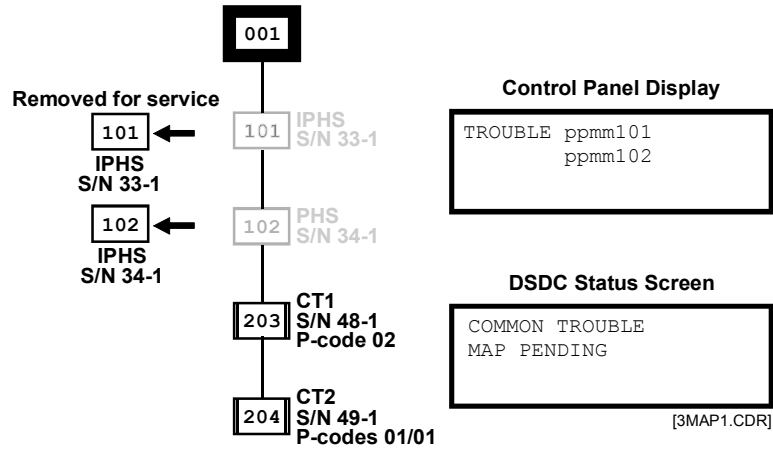 001
Removed for service
101
IPHS
S/N 33-1
101
IPHS
S/N 33-1
102
IPHS
S/N 34-1
102
PHS
S/N 34-1
203
CT1
S/N 48-1
P-code 02
204
CT2
S/N 49-1
P-codes 01/01
Control Panel Display
TROUBLE ppmm101
ppmm102
DSDC Status Screen
COMMON TROUBLE
MAP PENDING
[3MAP1.CDR]